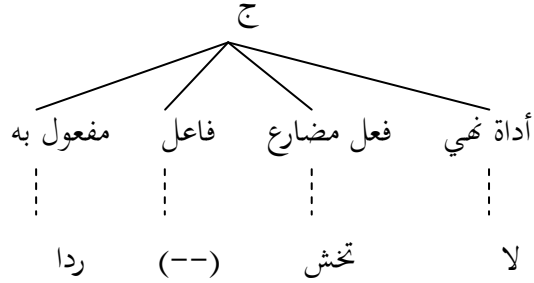 ج
أداة نهي فعل مضارع فاعل مفعول به
لا تخش (--) ردا